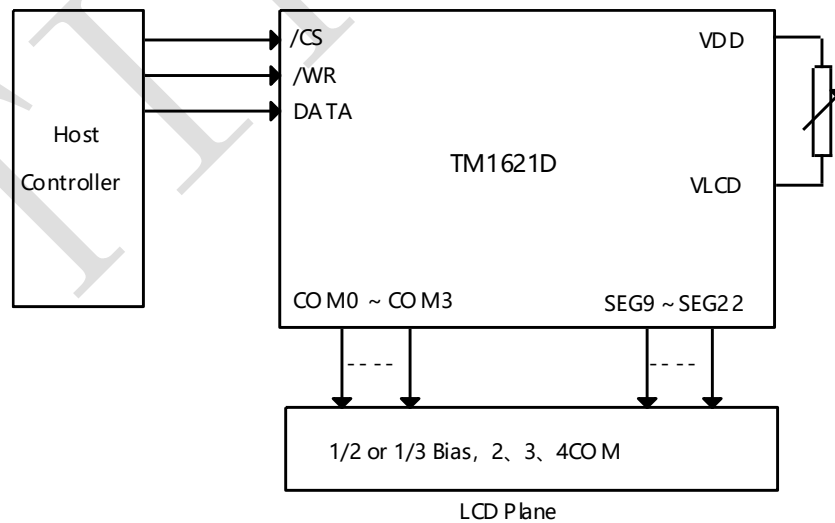 /CS
VDD
/WR
DATA
Host
Controller
TM1621D
VLCD
COM0 ~ COM3
SEG9 ~ SEG22
1/2 or 1/3 Bias, 2、3、4COM
LCD Plane